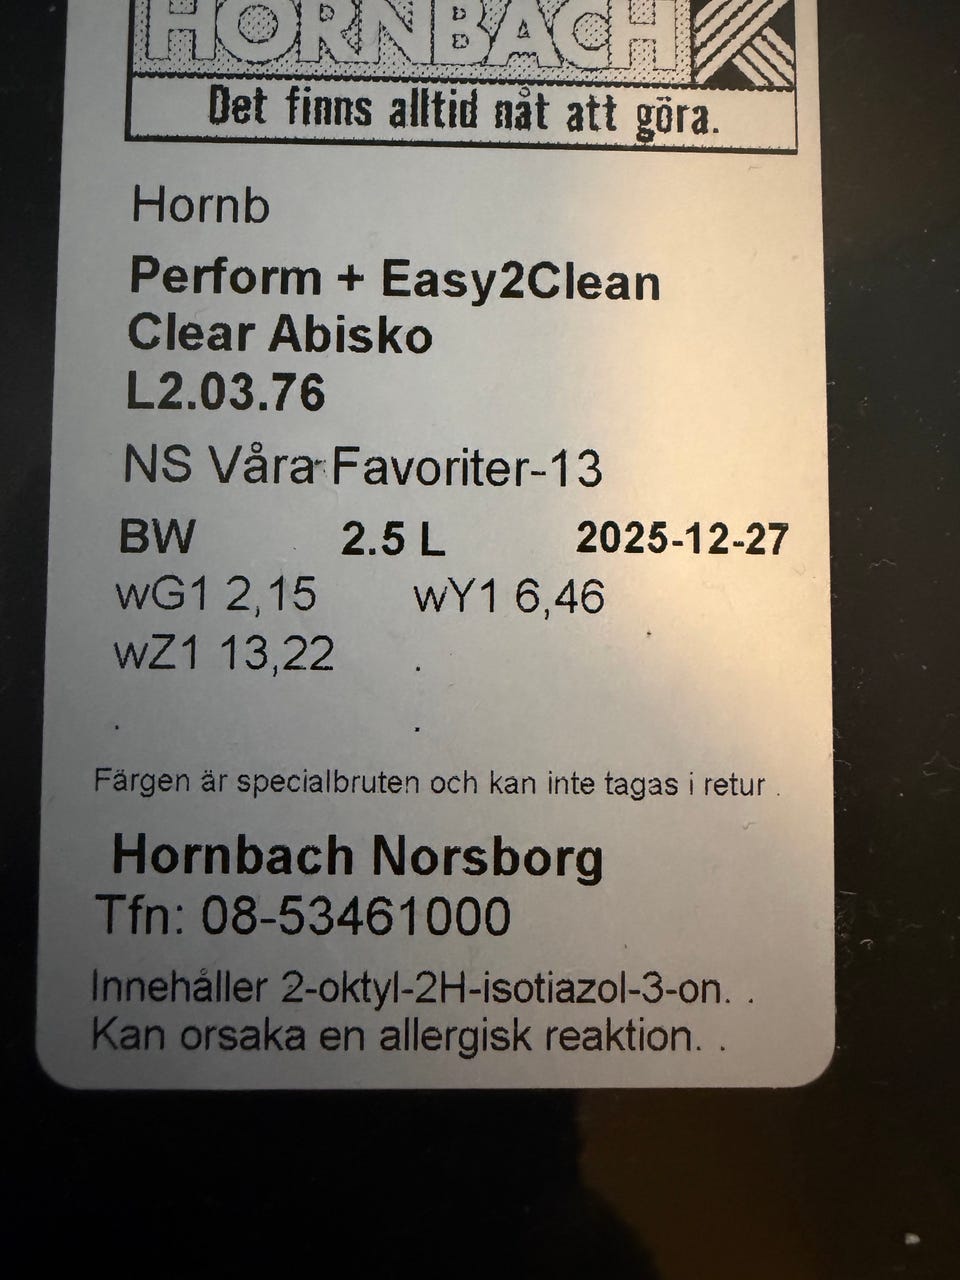 HORNBACH
Det finns alltid nåt att göra.
Hornb
Perform + Easy2Clean
Clear Abisko
L2.03.76
NS Våra Favoriter-13
BW 2.5 L 2025-12-27
wG1 2,15 wY1 6,46
wZ1 13,22 .
. .
Färgen är specialbruten och kan inte tagas i retur .
Hornbach Norsborg
Tfn: 08-53461000
Innehåller 2-oktyl-2H-isotiazol-3-on. .
Kan orsaka en allergisk reaktion. .